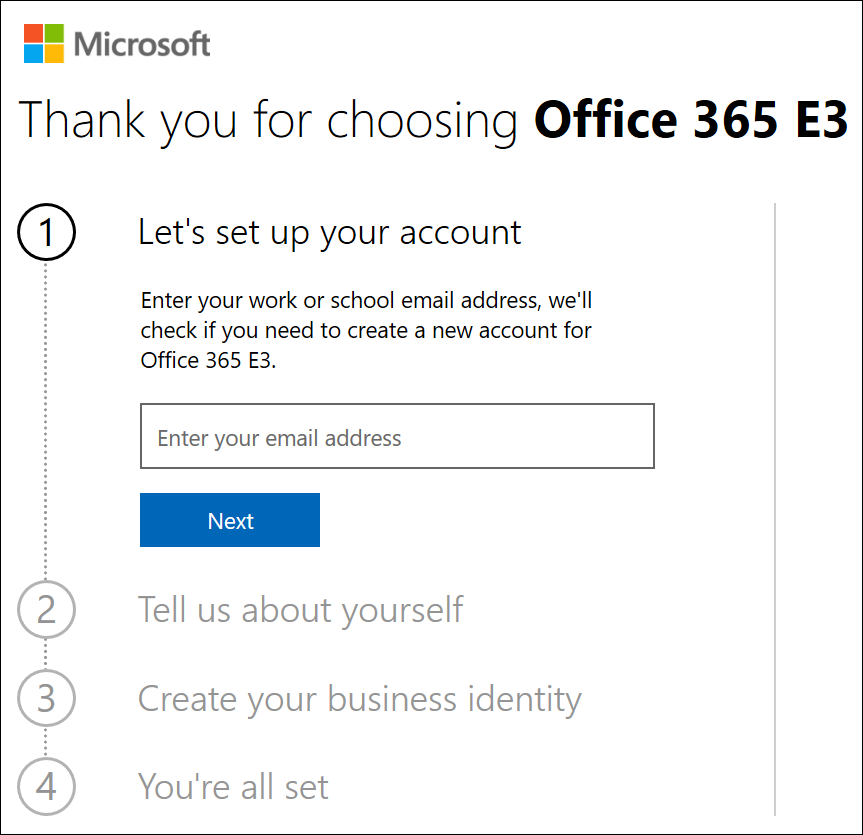 Microsoft
Thank you for choosing Office 365 E3
1
Let's set up your account
Enter your work or school email address, we'll
check if you need to create a new account for
Office 365 E3.
Enter your email address
Next
2
Tell us about yourself
3
Create your business identity
4
You're all set